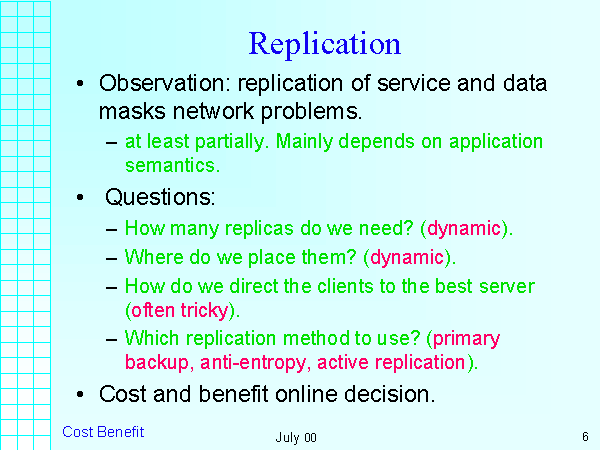 Replication
• Observation: replication of service and data
masks network problems.
– at least partially. Mainly depends on application
semantics.
• Questions:
– How many replicas do we need? (dynamic).
– Where do we place them? (dynamic).
– How do we direct the clients to the best server
(often tricky).
– Which replication method to use? (primary
backup, anti-entropy, active replication).
• Cost and benefit online decision.
Cost Benefit
July 00
6